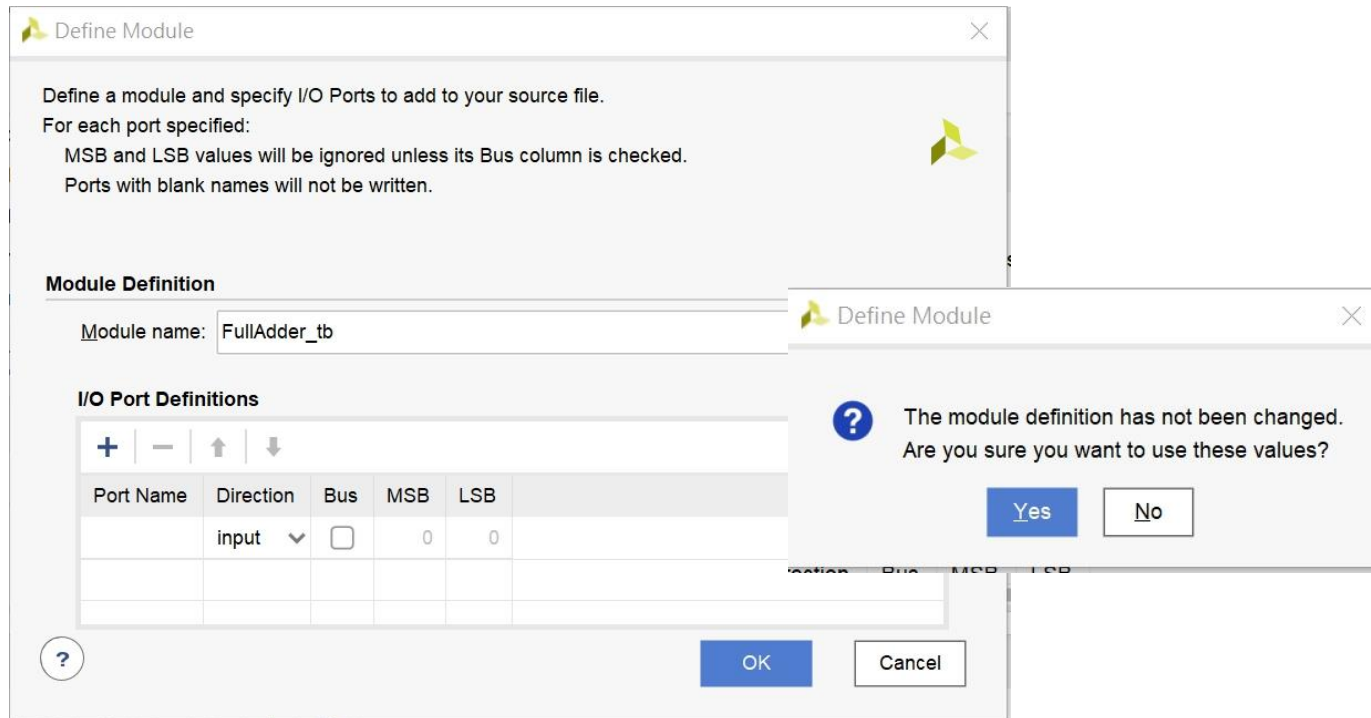 Define Module
Define a module and specify I/O Ports to add to your source file.
For each port specified:
MSB and LSB values will be ignored unless its Bus column is checked.
Ports with blank names will not be written.
Module Definition
Module name: FullAdder_tb
I/O Port Definitions
Port Name Direction Bus MSB LSB
input 0 0
? OK Cancel
Define Module
? The module definition has not been changed.
Are you sure you want to use these values?
Yes No